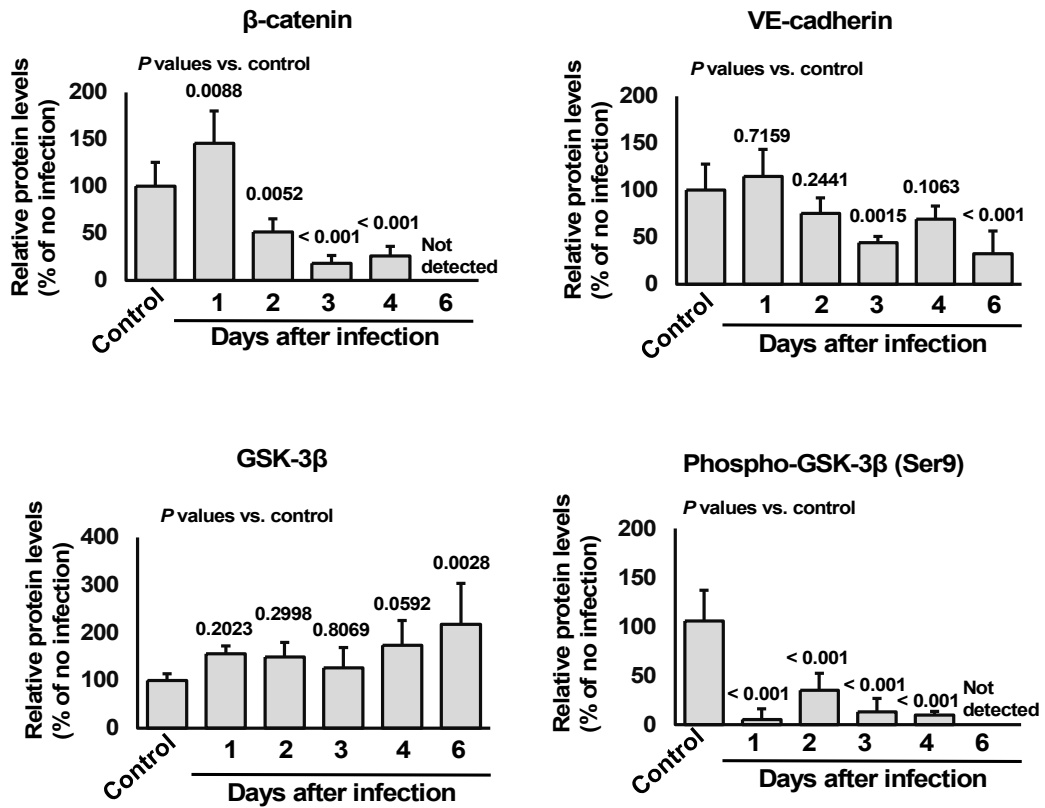 β-catenin
P values vs. control
Relative protein levels
(% of no infection)
200
150
100
50
0
0.0088
0.0052
< 0.001
< 0.001
Not
detected
Control
1 2 3 4 6
Days after infection
VE-cadherin
P values vs. control
Relative protein levels
(% of no infection)
200
150
100
50
0
0.7159
0.2441
0.0015
0.1063
< 0.001
Control
1 2 3 4 6
Days after infection
GSK-3β
P values vs. control
Relative protein levels
(% of no infection)
400
300
200
100
0
0.2023
0.2998
0.8069
0.0592
0.0028
Control
1 2 3 4 6
Days after infection
Phospho-GSK-3β (Ser9)
P values vs. control
Relative protein levels
(% of no infection)
200
150
100
50
0
< 0.001
< 0.001
< 0.001
< 0.001
Not
detected
Control
1 2 3 4 6
Days after infection